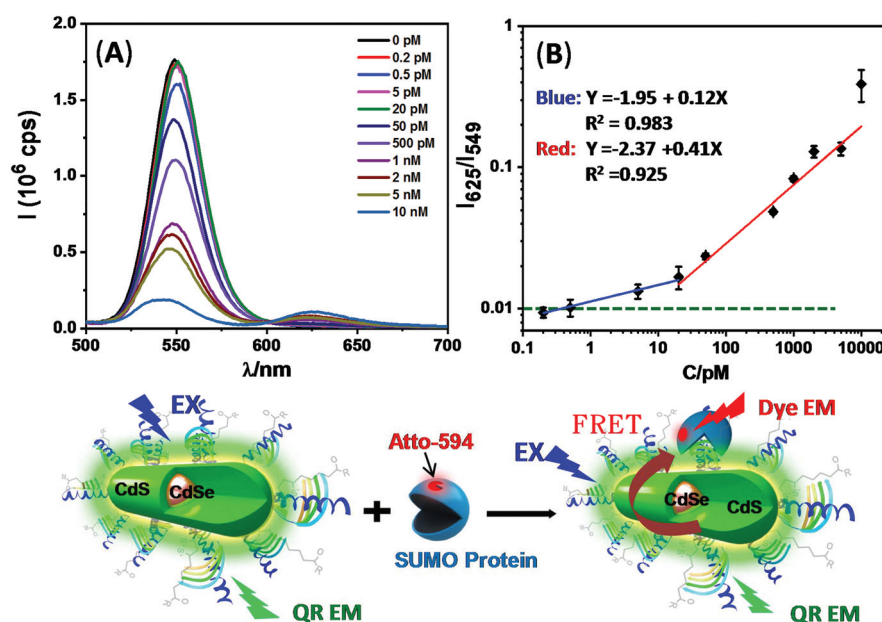 (A)
2.0
1.5
1.0
0.5
0.0
I (10⁶ cps)
500 550 600 650 700
λ/nm
0 pM
0.2 pM
0.5 pM
5 pM
20 pM
50 pM
500 pM
1 nM
2 nM
5 nM
10 nM
(B)
Blue: Y =-1.95 + 0.12X
R² = 0.983
Red: Y =-2.37 +0.41X
R² =0.925
I₆₂₅/I₅₄₉
0.1
0.01
0.1 1 10 100 1000 10000
C/pM
EX
CdS
CdSe
QR EM
+
Atto-594
SUMO Protein
EX
FRET
Dye EM
CdSe
CdS
QR EM